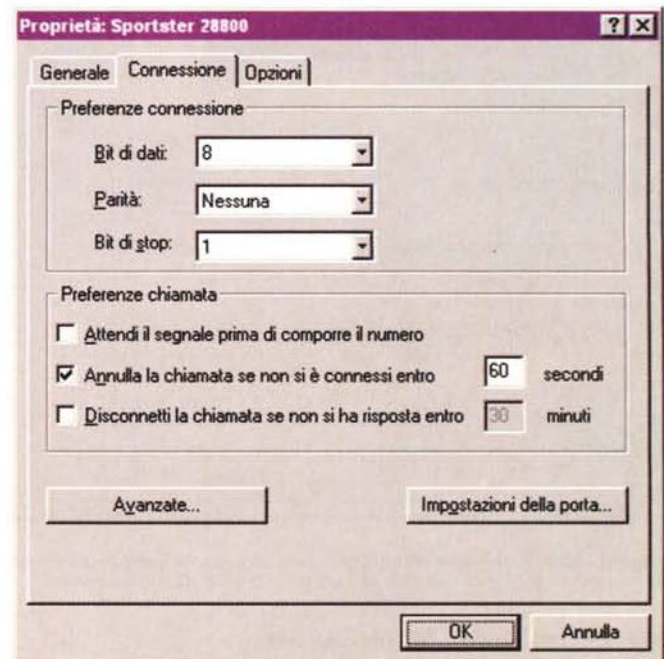 Proprietà: Sportster 28800
Generale Connessione Opzioni
Preferenze connessione
Bit di dati: 8
Parità: Nessuna
Bit di stop: 1
Preferenze chiamata
Attendi il segnale prima di comporre il numero
Annulla la chiamata se non si è connessi entro 60 secondi
Disconnetti la chiamata se non si ha risposta entro 30 minuti
Avanzate... Impostazioni della porta...
OK Annulla